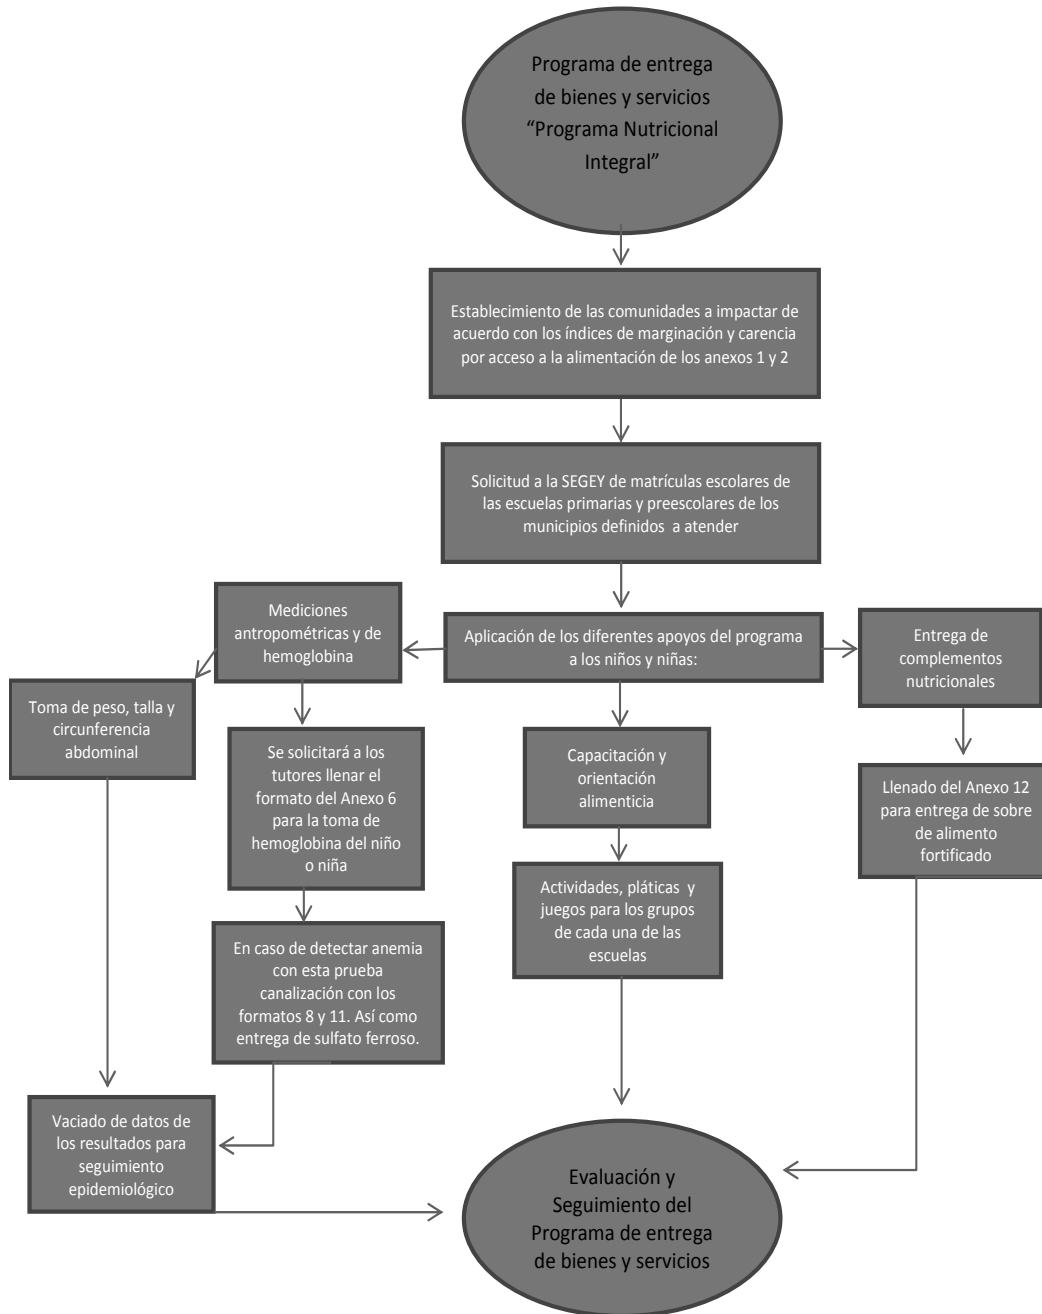 Programa de entrega
de bienes y servicios
“Programa Nutricional
Integral”
Establecimiento de las comunidades a impactar de
acuerdo con los índices de marginación y carencia
por acceso a la alimentación de los anexos 1 y 2
Solicitud a la SEGEY de matrículas escolares de
las escuelas primarias y preescolares de los
municipios definidos a atender
Aplicación de los diferentes apoyos del programa
a los niños y niñas:
Mediciones
antropométricas y de
hemoglobina
Toma de peso, talla y
circunferencia
abdominal
Se solicitará a los
tutores llenar el
formato del Anexo 6
para la toma de
hemoglobina del niño
o niña
En caso de detectar anemia
con esta prueba
canalización con los
formatos 8 y 11. Así como
entrega de sulfato ferroso.
Vaciado de datos de
los resultados para
seguimiento
epidemiológico
Capacitación y
orientación
alimenticia
Actividades, pláticas y
juegos para los grupos
de cada una de las
escuelas
Entrega de
complementos
nutricionales
Llenado del Anexo 12
para entrega de sobre
de alimento
fortificado
Evaluación y
Seguimiento del
Programa de entrega
de bienes y servicios